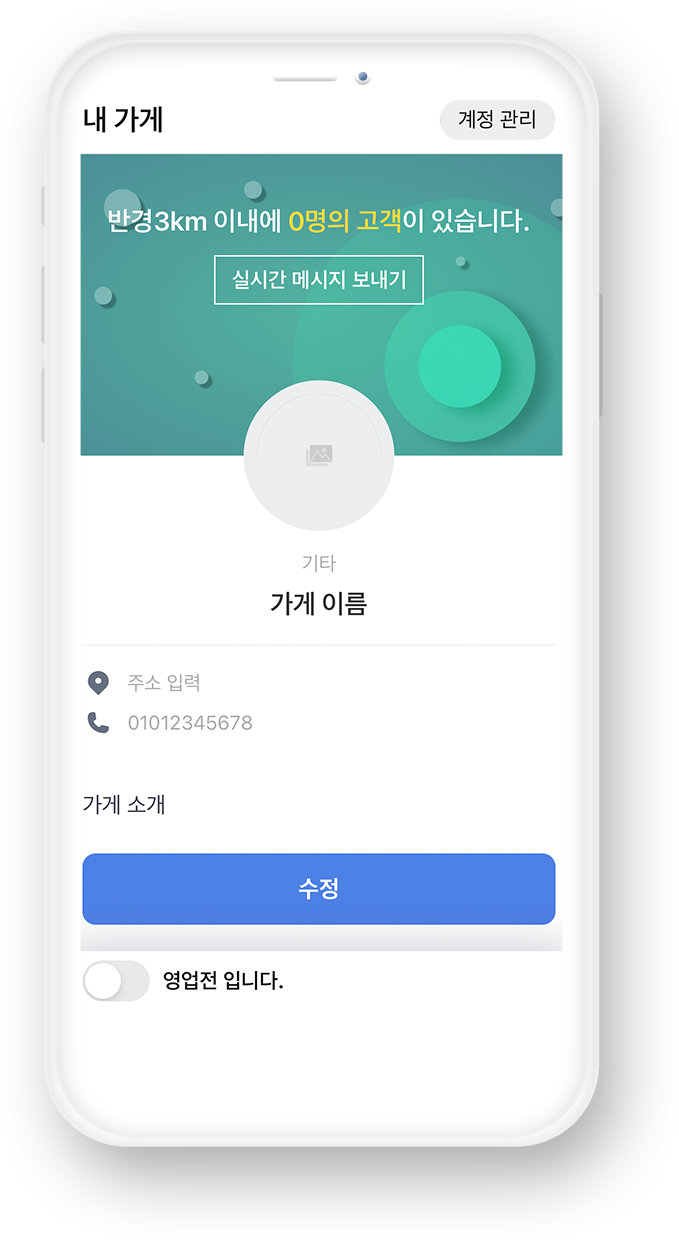 내 가게
계정 관리
반경3km 이내에 0명의 고객이 있습니다.
실시간 메시지 보내기
기타
가게 이름
주소 입력
01012345678
가게 소개
수정
영업전 입니다.